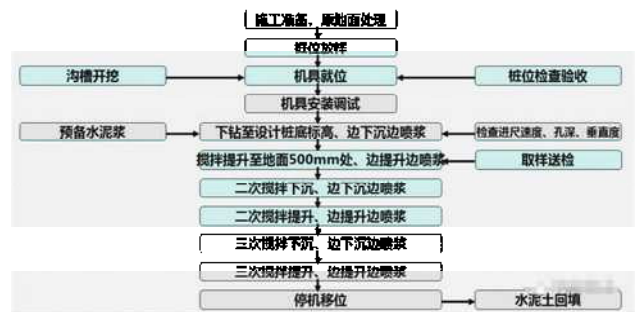 施工准备，原地面处理
桩位放样
沟槽开挖
机具就位
桩位检查验收
机具安装调试
预备水泥浆
下钻至设计桩底标高、边下沉边喷浆
检查进尺速度、孔深、垂直度
搅拌提升至地面500mm处、边提升边喷浆
取样送检
二次搅拌下沉、边下沉边喷浆
二次搅拌提升、边提升边喷浆
三次搅拌下沉、边下沉边喷浆
三次搅拌提升、边提升边喷浆
停机移位
水泥土回填